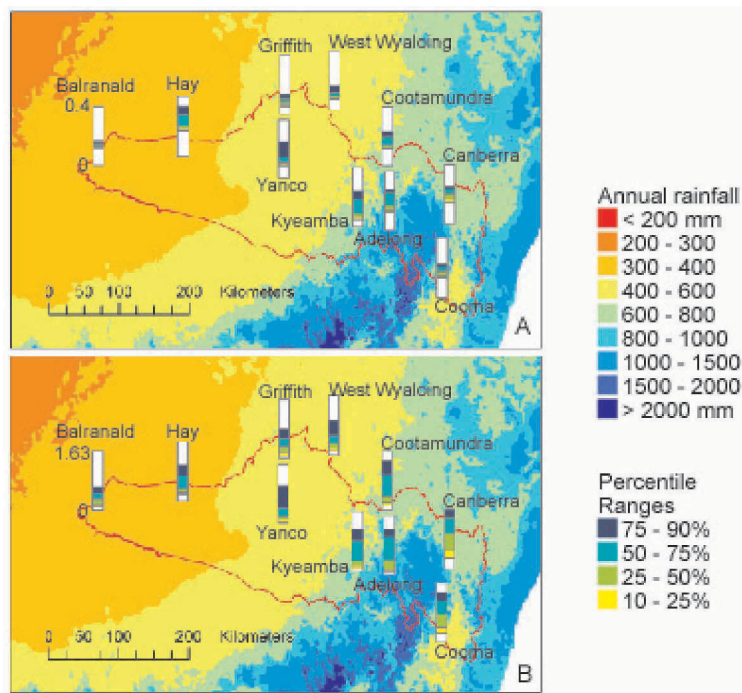 Griffith
West Wyalong
Balranald
Hay
0.4
Cootamundra
0
Canberra
Yanco
Kyeamba
Adelong
0 50 100 200 Kilometers
Cooma
A
Griffith
West Wyalong
Balranald
Hay
1.63
Cootamundra
0
Canberra
Yanco
Kyeamba
Adelong
0 50 100 200 Kilometers
Cooma
B
Annual rainfall
< 200 mm
200 - 300
300 - 400
400 - 600
600 - 800
800 - 1000
1000 - 1500
1500 - 2000
> 2000 mm
Percentile
Ranges
75 - 90%
50 - 75%
25 - 50%
10 - 25%